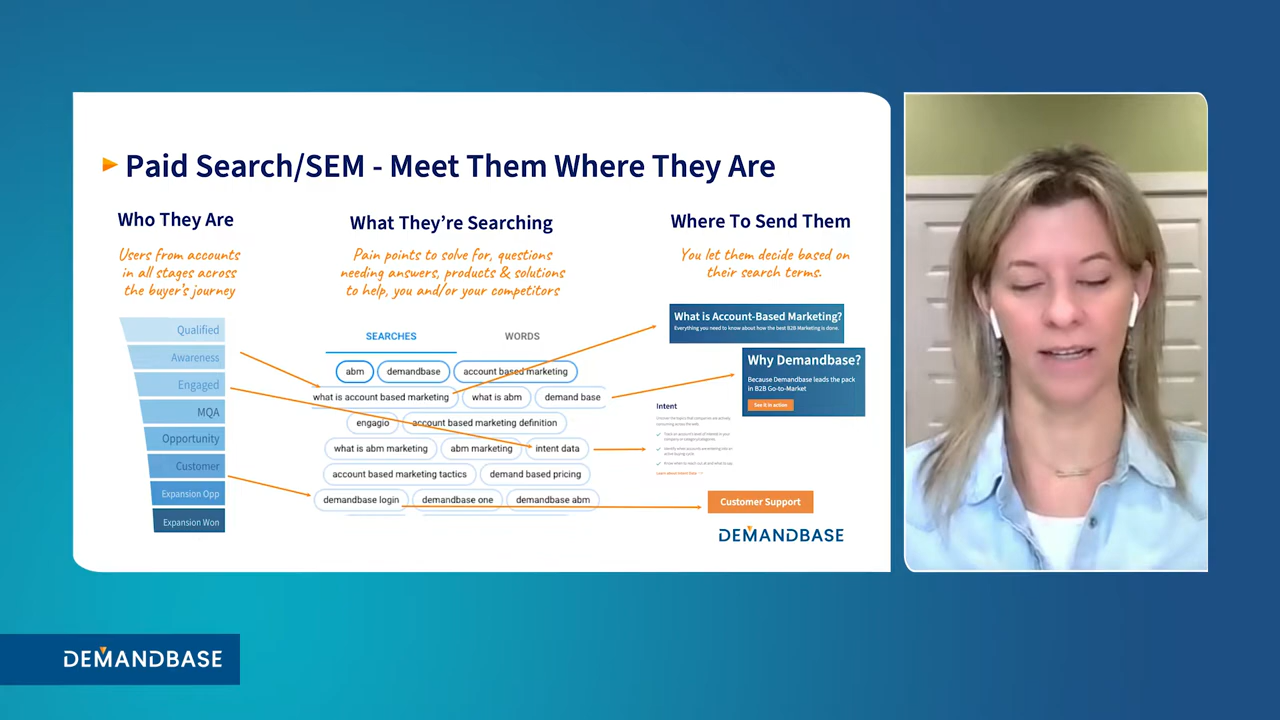 Paid Search/SEM - Meet Them Where They Are
Who They Are
Users from accounts
in all stages across
the buyer's journey
Qualified
Awareness
Engaged
MQA
Opportunity
Customer
Expansion Opp
Expansion Won
What They're Searching
Pain points to solve for, questions
needing answers, products & solutions
to help, you and/or your competitors
SEARCHES WORDS
abm demandbase account based marketing
what is account based marketing what is abm demand base
engagio account based marketing definition
what is abm marketing abm marketing intent data
account based marketing tactics demand based pricing
demandbase login demandbase one demandbase abm
Where To Send Them
You let them decide based on
their search terms.
What is Account-Based Marketing?
Everything you need to know about how the best B2B Marketing is done.
Why Demandbase?
Because Demandbase leads the pack
in B2B Go-to-Market
See it in action
Intent
Customer Support
DEMANDBASE
DEMANDBASE